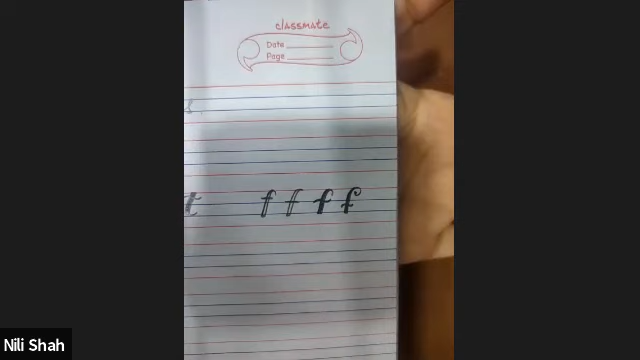 classmate
Date
Page
t f f f f
Nili Shah